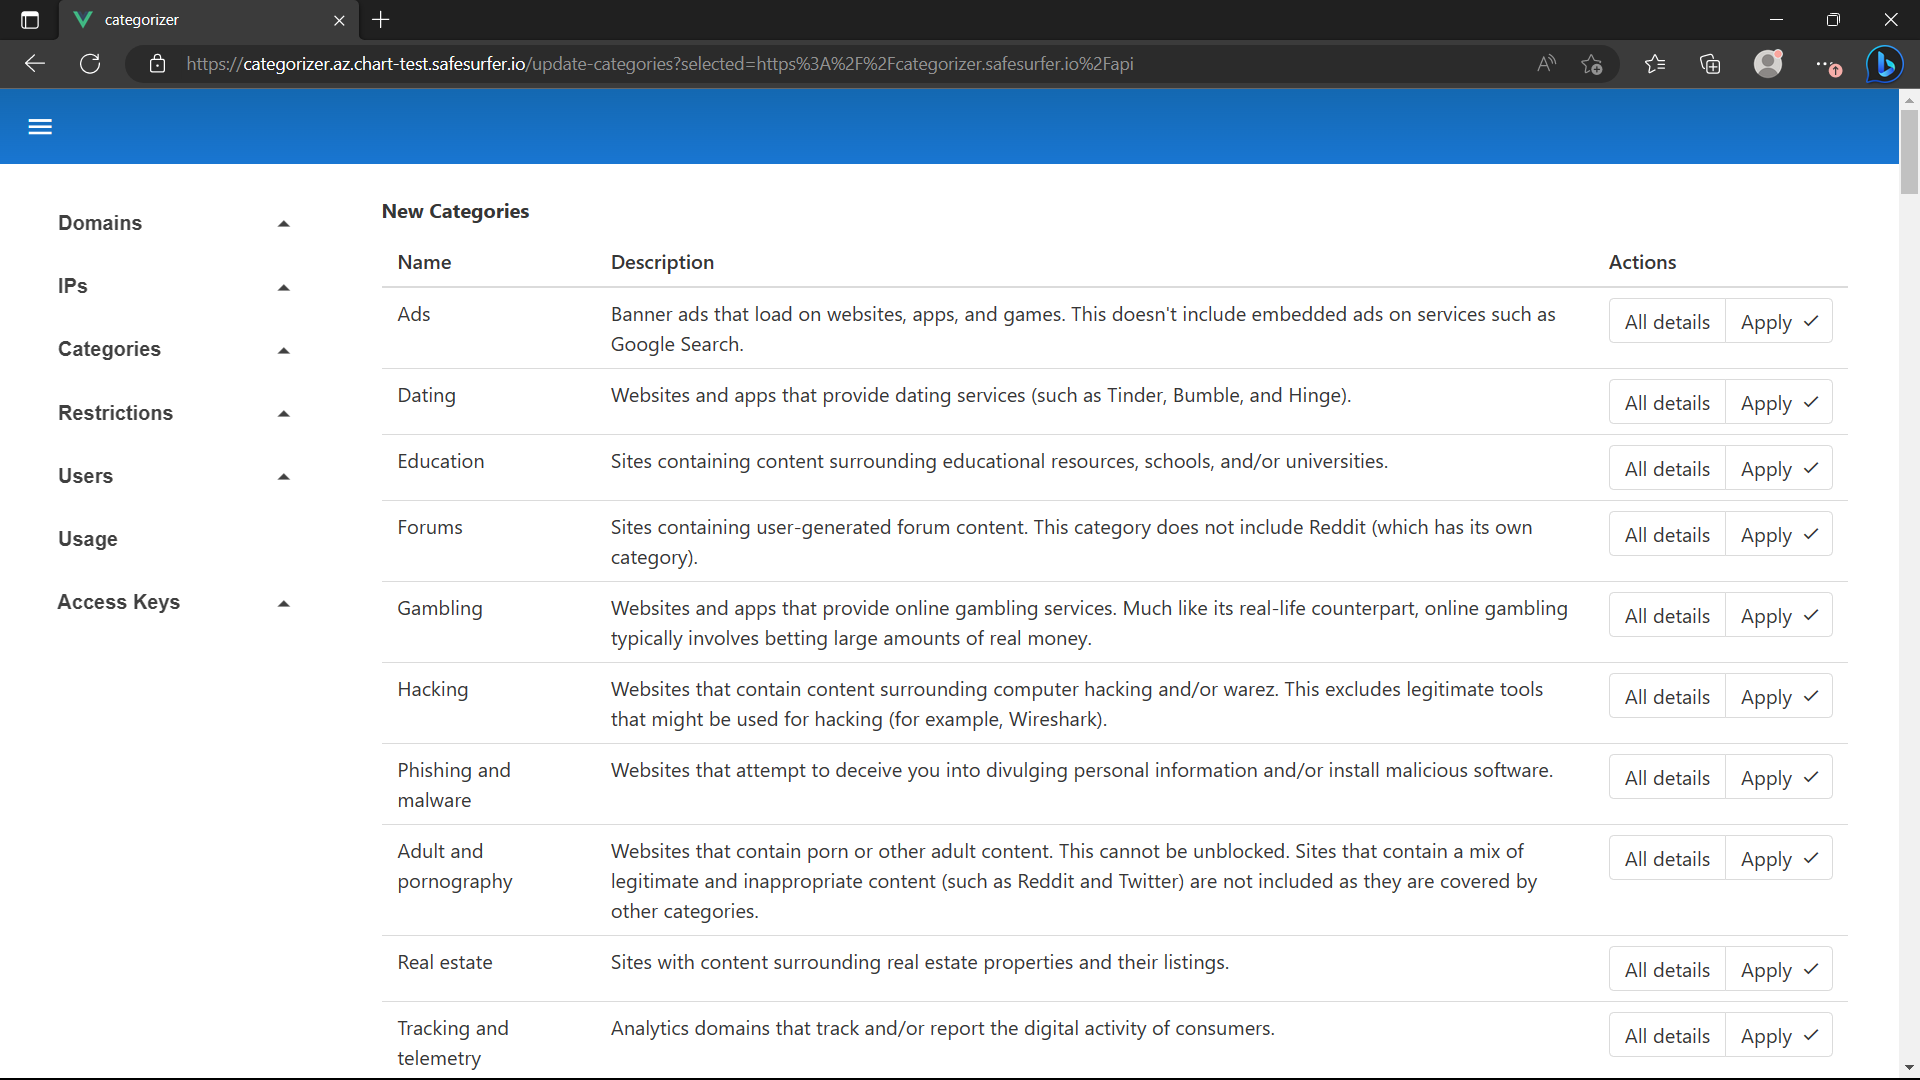 categorizer
https://categorizer.az.chart-test.safesurfer.io/update-categories?selected=https%3A%2F%2Fcategorizer.safesurfer.io%2Fapi
Domains
IPs
Categories
Restrictions
Users
Usage
Access Keys
New Categories
Name Description Actions
Ads Banner ads that load on websites, apps, and games. This doesn't include embedded ads on services such as All details Apply
Google Search.
Dating Websites and apps that provide dating services (such as Tinder, Bumble, and Hinge). All details Apply
Education Sites containing content surrounding educational resources, schools, and/or universities. All details Apply
Forums Sites containing user-generated forum content. This category does not include Reddit (which has its own All details Apply
category).
Gambling Websites and apps that provide online gambling services. Much like its real-life counterpart, online gambling All details Apply
typically involves betting large amounts of real money.
Hacking Websites that contain content surrounding computer hacking and/or warez. This excludes legitimate tools All details Apply
that might be used for hacking (for example, Wireshark).
Phishing and Websites that attempt to deceive you into divulging personal information and/or install malicious software. All details Apply
malware
Adult and Websites that contain porn or other adult content. This cannot be unblocked. Sites that contain a mix of All details Apply
pornography legitimate and inappropriate content (such as Reddit and Twitter) are not included as they are covered by
other categories.
Real estate Sites with content surrounding real estate properties and their listings. All details Apply
Tracking and Analytics domains that track and/or report the digital activity of consumers. All details Apply
telemetry